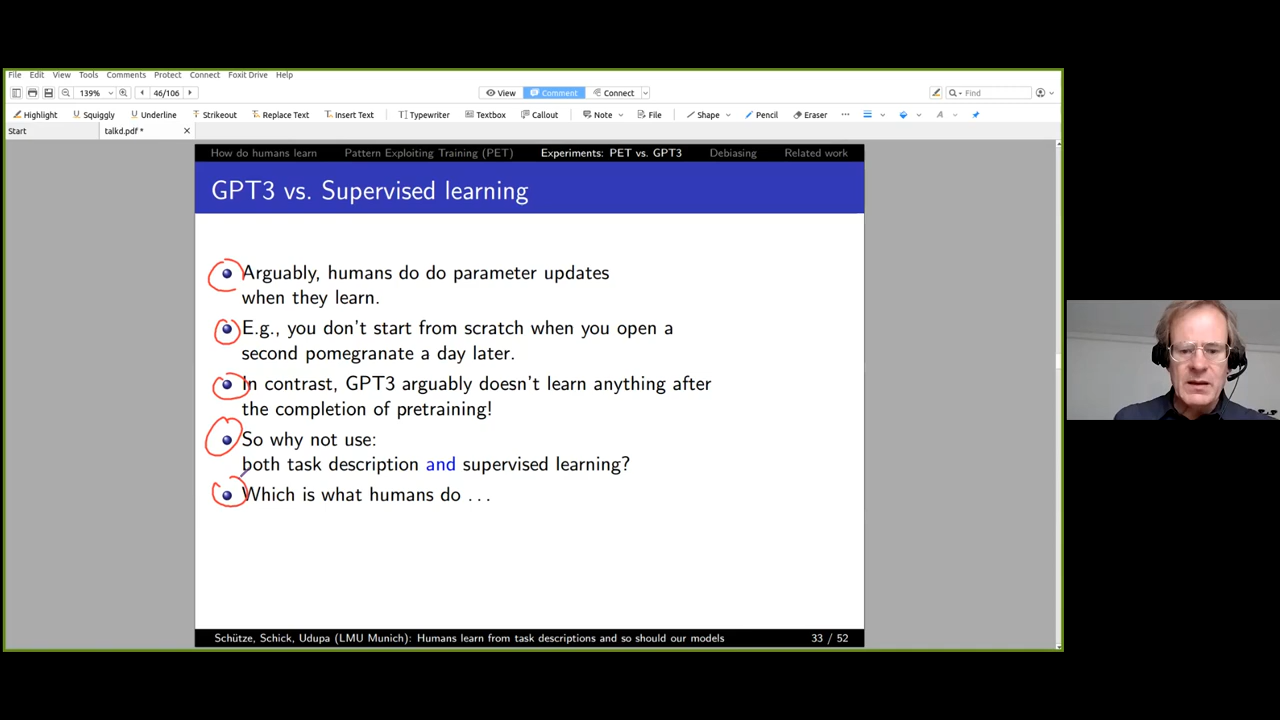 File Edit View Tools Comments Protect Connect Foxit Drive Help
139% 46/106 View Comment Connect Find
Highlight Squiggly Underline Strikeout Replace Text Insert Text Typewriter Textbox Callout Note File Shape Pencil Eraser
Start talkd.pdf *
How do humans learn Pattern Exploiting Training (PET) Experiments: PET vs. GPT3 Debiasing Related work
GPT3 vs. Supervised learning
Arguably, humans do do parameter updates
when they learn.
E.g., you don't start from scratch when you open a
second pomegranate a day later.
In contrast, GPT3 arguably doesn't learn anything after
the completion of pretraining!
So why not use:
both task description and supervised learning?
Which is what humans do . . .
Schütze, Schick, Udupa (LMU Munich): Humans learn from task descriptions and so should our models 33 / 52